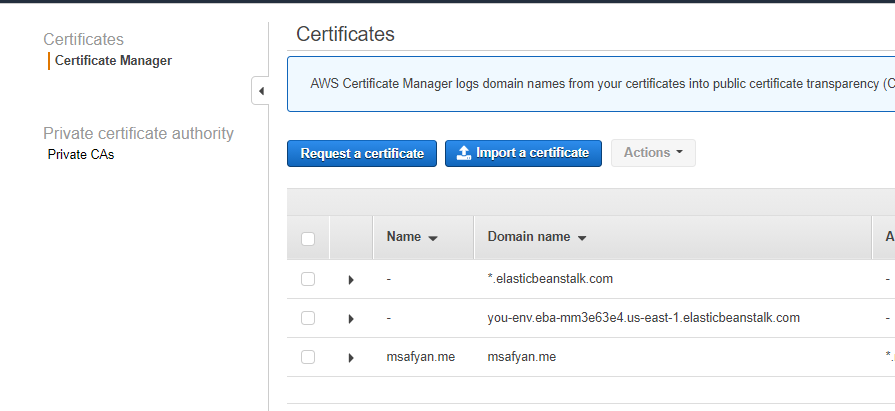 Certificates
Certificate Manager
Private certificate authority
Private CAs
Certificates
AWS Certificate Manager logs domain names from your certificates into public certificate transparency (C
Request a certificate Import a certificate Actions
Name Domain name A
- *.elasticbeanstalk.com -
- you-env.eba-mm3e63e4.us-east-1.elasticbeanstalk.com -
msafyan.me msafyan.me *.